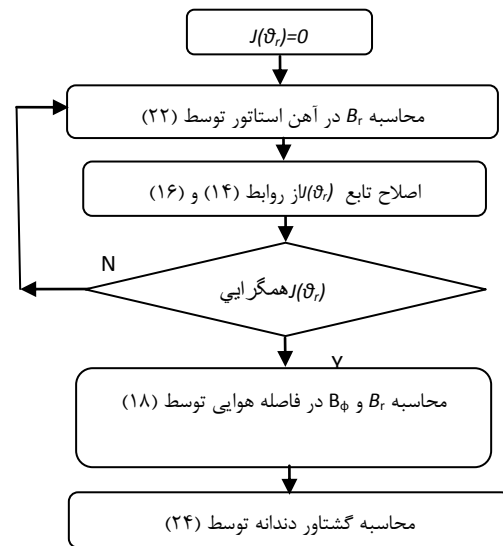 J(ϑr)=0
محاسبه Br در آهن استاتور توسط (۲۲)
اصلاح تابع J(ϑr)از روابط (۱۴) و (۱۶)
N
همگرايي J(ϑr)
Y
محاسبه Br و Bϕ در فاصله هوایی توسط (۱۸)
محاسبه گشتاور دندانه توسط (۲۴)